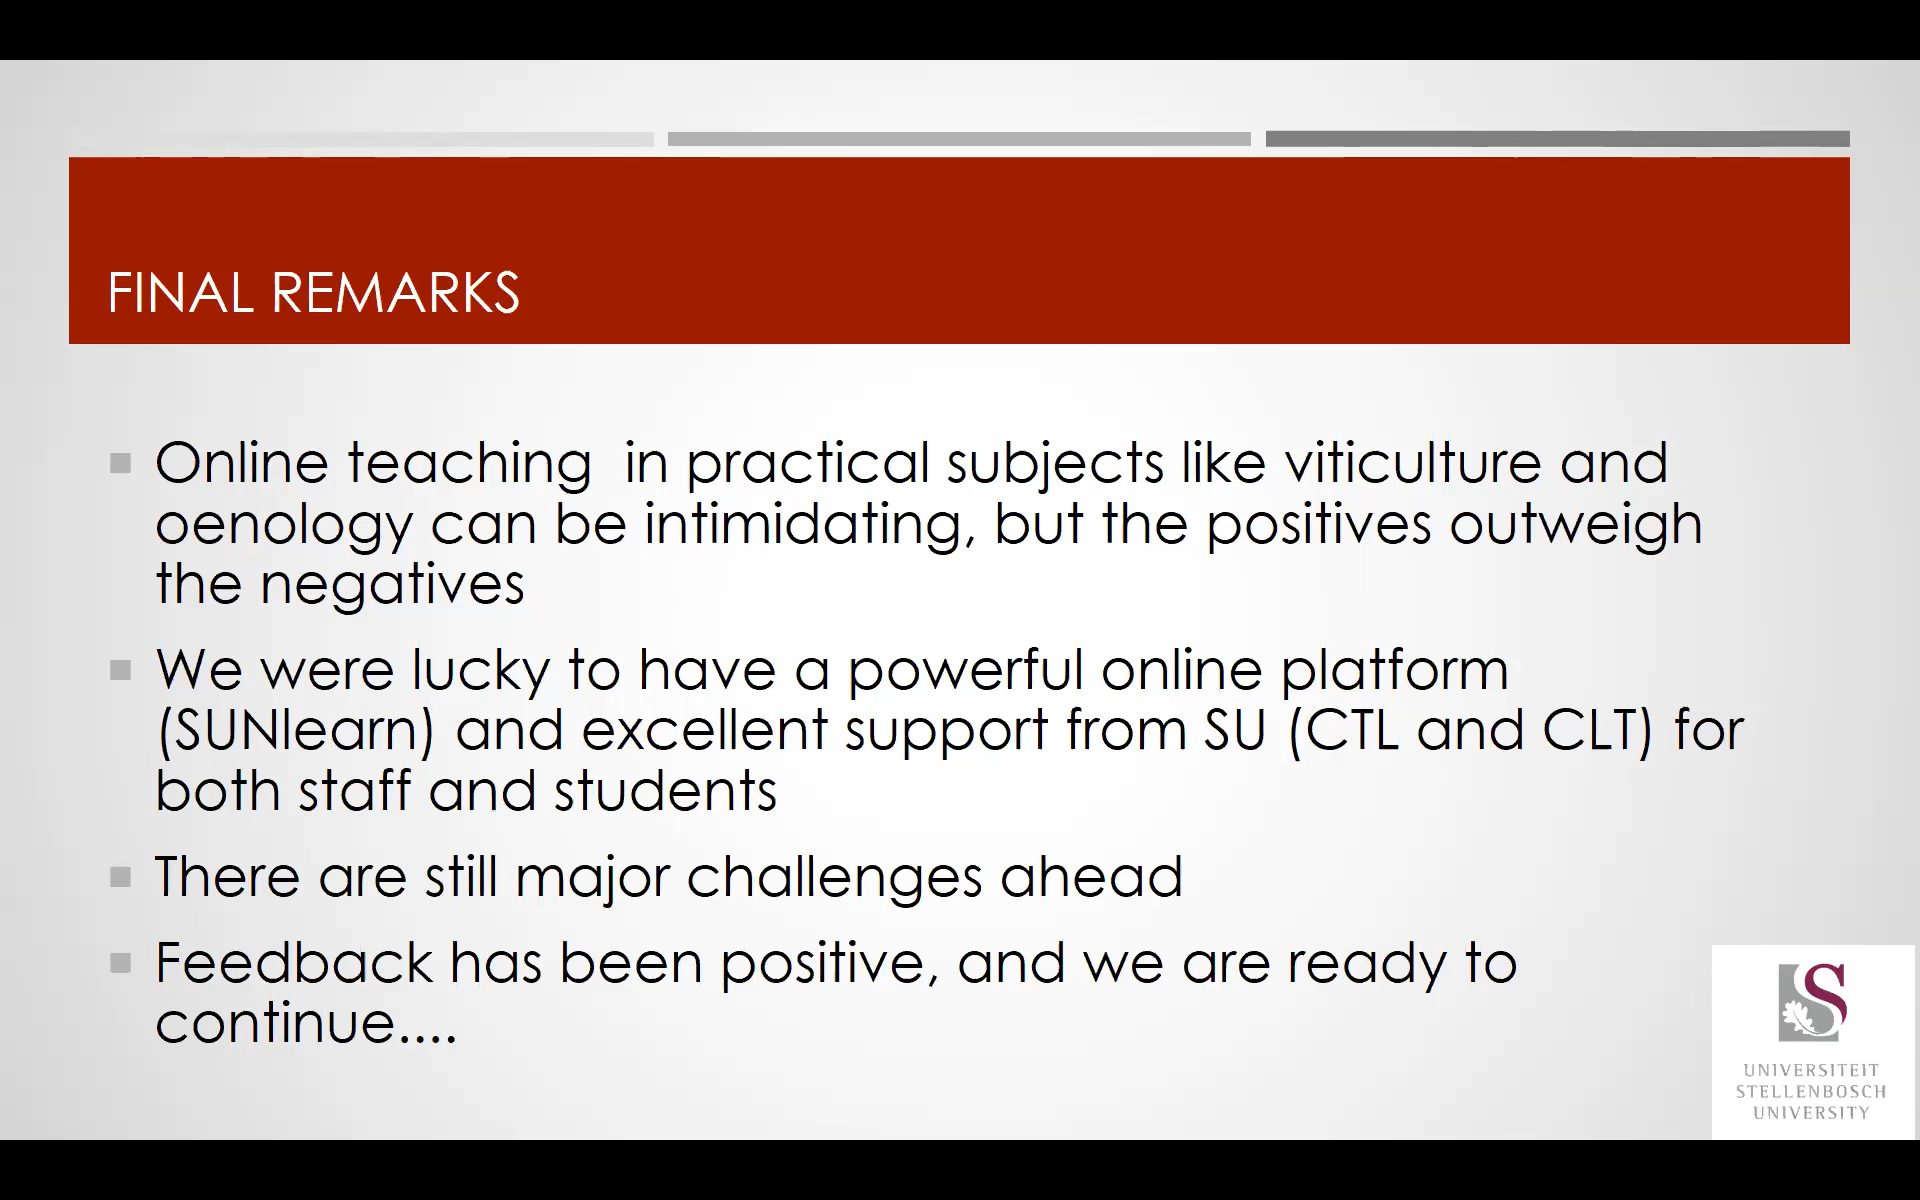 FINAL REMARKS
Online teaching  in practical subjects like viticulture and
oenology can be intimidating, but the positives outweigh
the negatives
We were lucky to have a powerful online platform
(SUNlearn) and excellent support from SU (CTL and CLT) for
both staff and students
There are still major challenges ahead
Feedback has been positive, and we are ready to
continue....
S
UNIVERSITEIT
STELLENBOSCH
UNIVERSITY